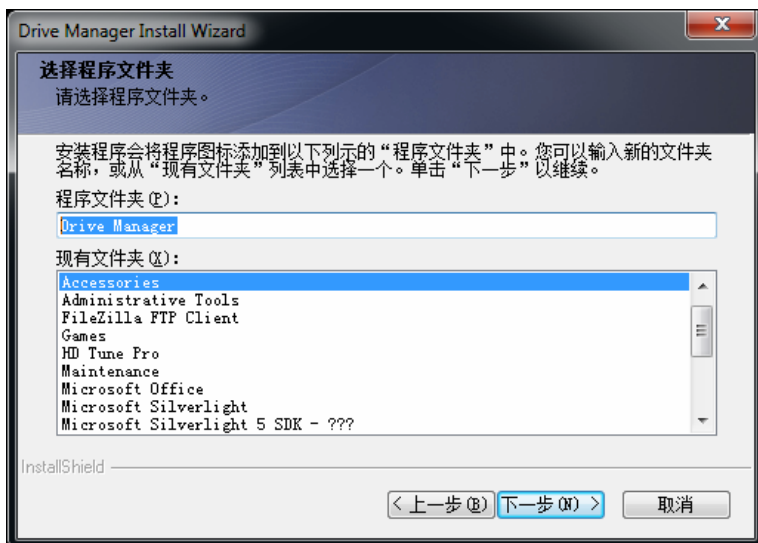 Drive Manager Install Wizard
选择程序文件夹
请选择程序文件夹。
安装程序会将程序图标添加到以下列示的“程序文件夹”中。您可以输入新的文件夹
名称，或从“现有文件夹”列表中选择一个。单击“下一步”以继续。
程序文件夹(P)：
Drive Manager
现有文件夹(X)：
Accessories
Administrative Tools
FileZilla FTP Client
Games
HD Tune Pro
Maintenance
Microsoft Office
Microsoft Silverlight
Microsoft Silverlight 5 SDK - ???
InstallShield
< 上一步(B) 下一步(N) > 取消